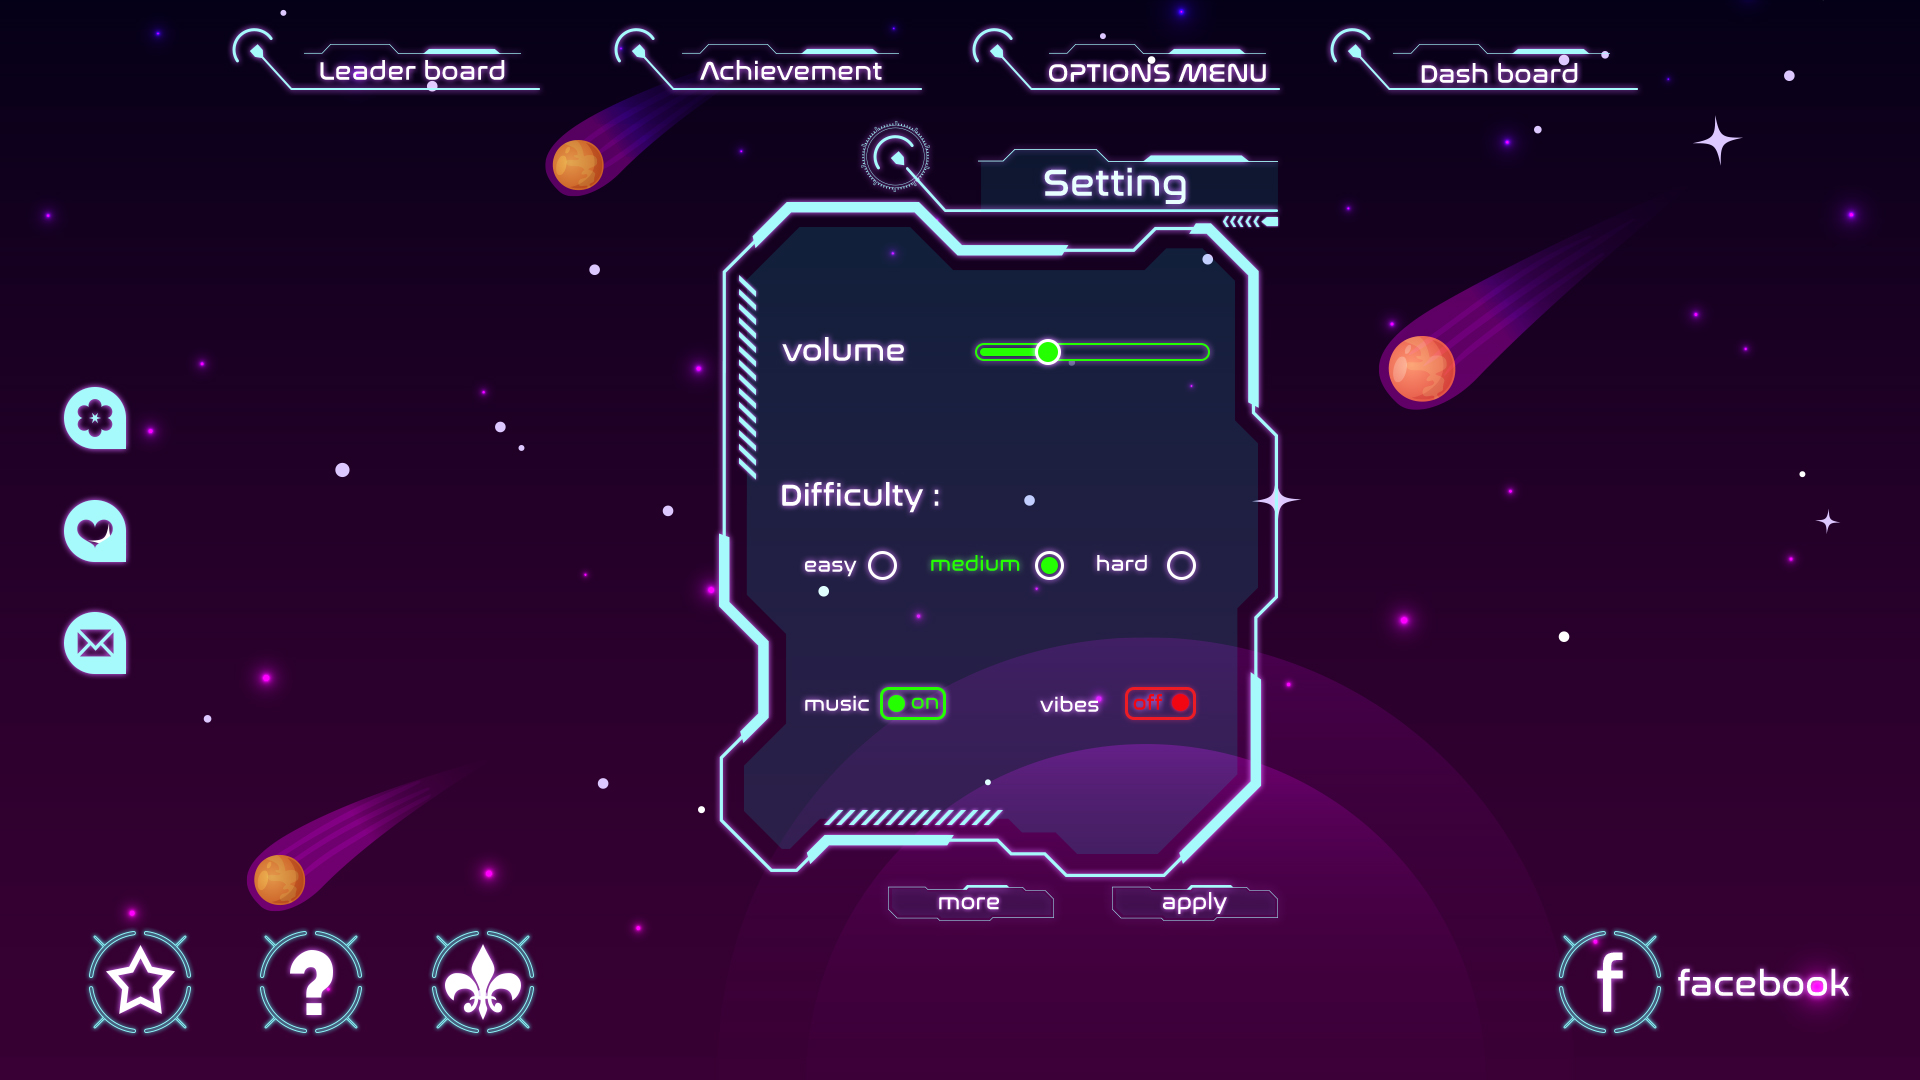 Leader board
Achievement
OPTIONS MENU
Dash board
Setting
volume
Difficulty :
easy medium hard
music on vibes off
more apply
facebook